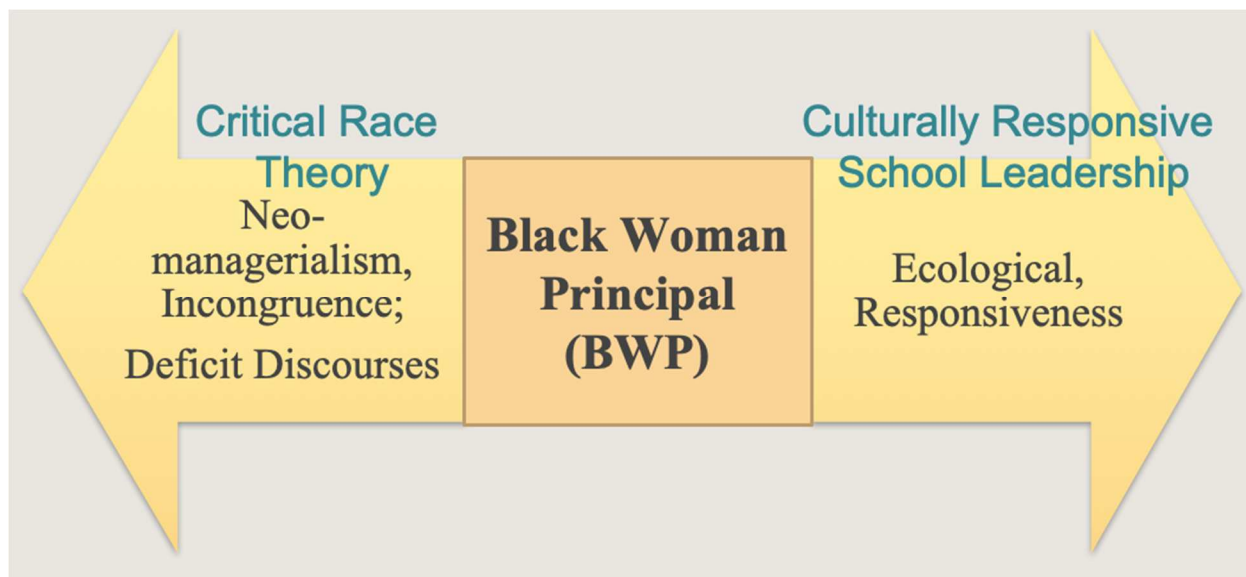 Critical Race
Theory
Neo-
managerialism,
Incongruence;
Deficit Discourses
Black Woman
Principal
(BWP)
Culturally Responsive
School Leadership
Ecological,
Responsiveness